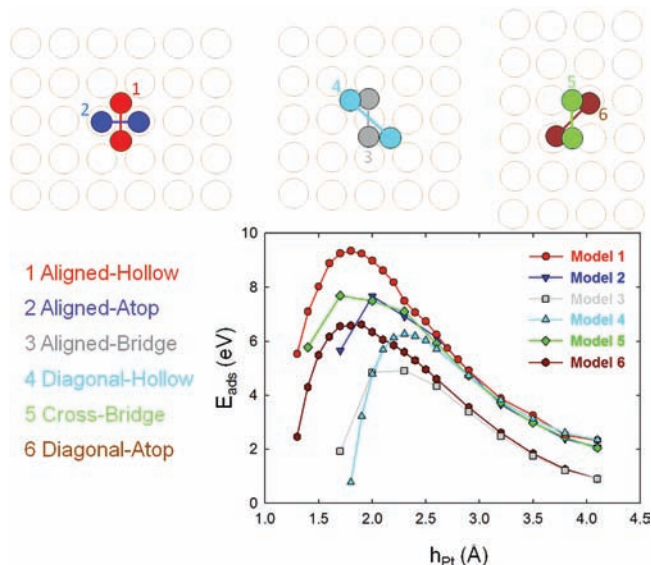 1
2
4
3
5
6
1 Aligned-Hollow
2 Aligned-Atop
3 Aligned-Bridge
4 Diagonal-Hollow
5 Cross-Bridge
6 Diagonal-Atop
10
8
6
4
2
0
E_ads (eV)
Model 1
Model 2
Model 3
Model 4
Model 5
Model 6
1.0 1.5 2.0 2.5 3.0 3.5 4.0 4.5
h_Pt (Å)